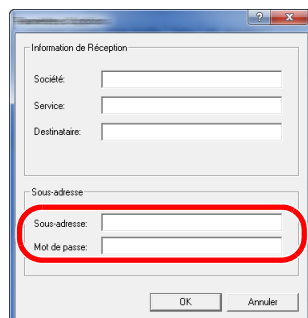 Information de Réception
Société:
Service:
Destinataire:
Sous-adresse
Sous-adresse:
Mot de passe:
OK
Annuler